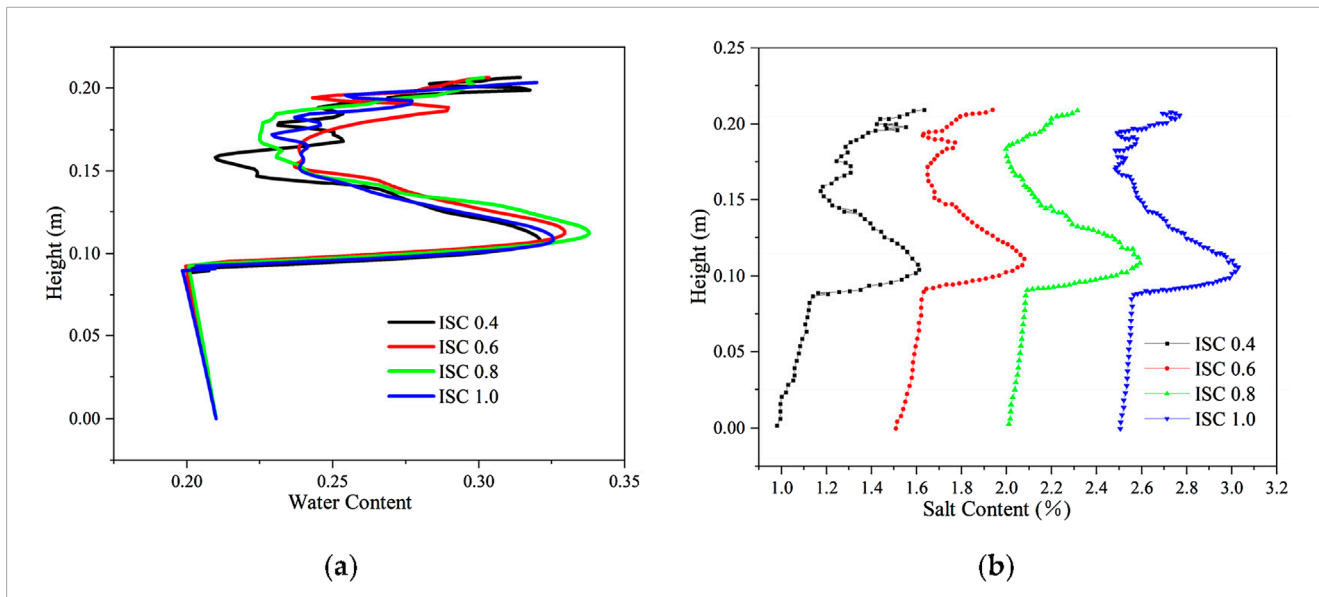 0.20
0.15
0.10
0.05
0.00
Height (m)
ISC 0.4
ISC 0.6
ISC 0.8
ISC 1.0
0.20 0.25 0.30 0.35
Water Content
(a)
0.25
0.20
0.15
0.10
0.05
0.00
Height (m)
ISC 0.4
ISC 0.6
ISC 0.8
ISC 1.0
1.0 1.2 1.4 1.6 1.8 2.0 2.2 2.4 2.6 2.8 3.0 3.2
Salt Content (%)
(b)